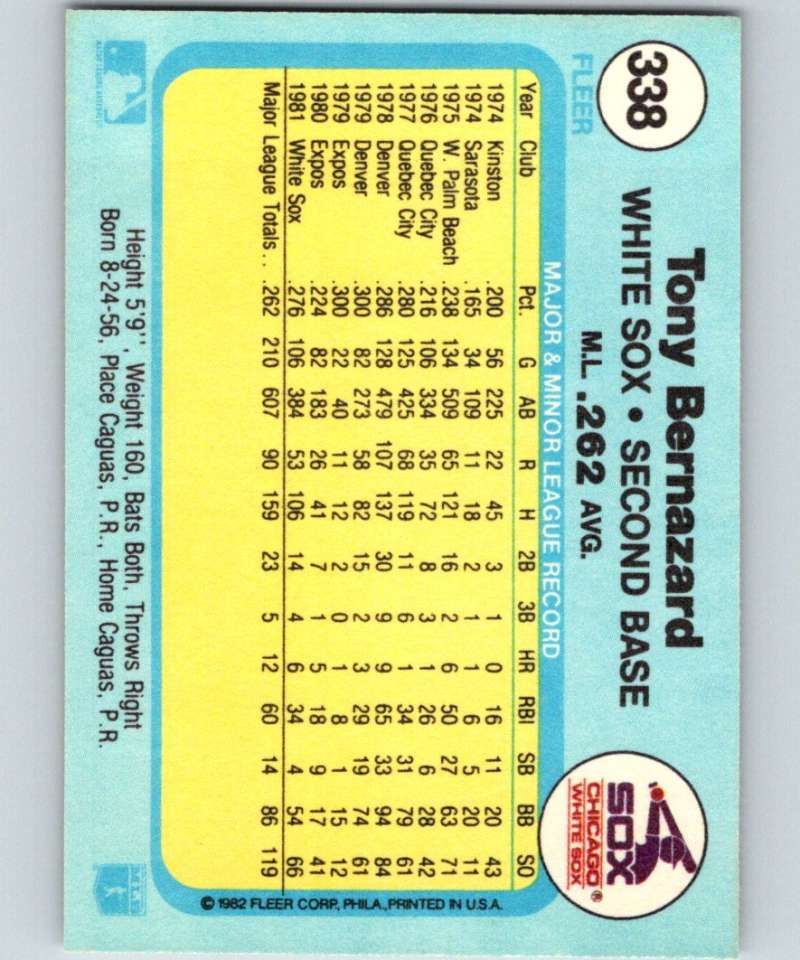 338
FLEER
Tony Bernazard
WHITE SOX • SECOND BASE
M.L. .262 AVG.
SOX
CHICAGO
WHITE SOX
MAJOR & MINOR LEAGUE RECORD
Year Club Pct. G AB R H 2B 3B HR RBI SB BB SO
1974 Kinston .200 56 225 22 45 3 1 0 16 11 20 43
1974 Sarasota .165 34 109 11 18 2 1 1 6 5 20 11
1975 W. Palm Beach .238 134 509 65 121 16 2 6 50 27 63 71
1976 Quebec City .216 106 334 35 72 8 3 1 26 6 28 42
1977 Quebec City .280 125 425 68 119 11 6 1 34 31 79 61
1978 Denver .286 128 479 107 137 30 9 9 65 33 94 84
1979 Denver .300 82 273 58 82 15 2 3 29 19 74 61
1979 Expos .300 22 40 11 12 2 0 1 8 1 15 12
1980 Expos .224 82 183 26 41 7 1 5 18 9 17 41
1981 White Sox .276 106 384 53 106 14 4 6 34 4 54 66
Major League Totals . . .262 210 607 90 159 23 5 12 60 14 86 119
© 1982 FLEER CORP., PHILA., PRINTED IN U.S.A.
Height 5'9'', Weight 160, Bats Both, Throws Right
Born 8-24-56, Place Caguas, P.R., Home Caguas, P.R.